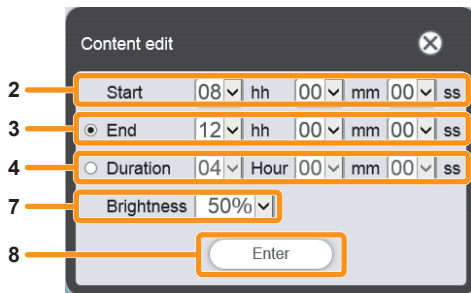 Content edit
2 Start 08 hh 00 mm 00 ss
3 End 12 hh 00 mm 00 ss
4 Duration 04 Hour 00 mm 00 ss
7 Brightness 50%
8 Enter